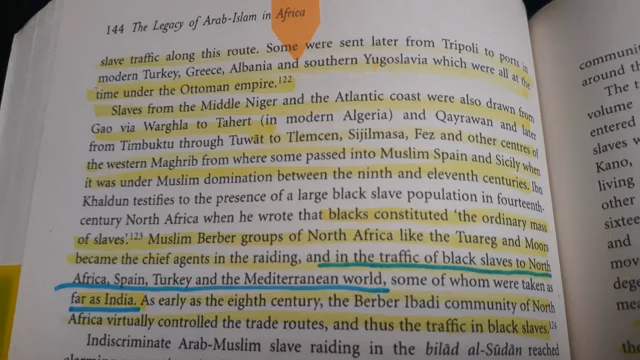 144 The Legacy of Arab-Islam in Africa
slave traffic along this route. Some were sent later from Tripoli to ports in
modern Turkey, Greece, Albania and southern Yugoslavia which were all at the
time under the Ottoman empire.122
Slaves from the Middle Niger and the Atlantic coast were also drawn from
Gao via Warghla to Tahert (in modern Algeria) and Qayrawan and later
from Timbuktu through Tuwāt to Tlemcen, Sijilmasa, Fez and other centres of
the western Maghrib from where some passed into Muslim Spain and Sicily when
it was under Muslim domination between the ninth and eleventh centuries. Ibn
Khaldun testifies to the presence of a large black slave population in fourteenth-
century North Africa when he wrote that blacks constituted 'the ordinary mass
of slaves'.123 Muslim Berber groups of North Africa like the Tuareg and Moors
became the chief agents in the raiding, and in the traffic of black slaves to North
Africa, Spain, Turkey and the Mediterranean world, some of whom were taken as
far as India. As early as the eighth century, the Berber Ibadi community of North
Africa virtually controlled the trade routes, and thus the traffic in black slaves.124
Indiscriminate Arab-Muslim slave raiding in the bilād al-Sūdān reached
communi
around th
The t
volume
entered
slaves w
Kano,
living
other
sixtee
and
mov
dege
mea
th